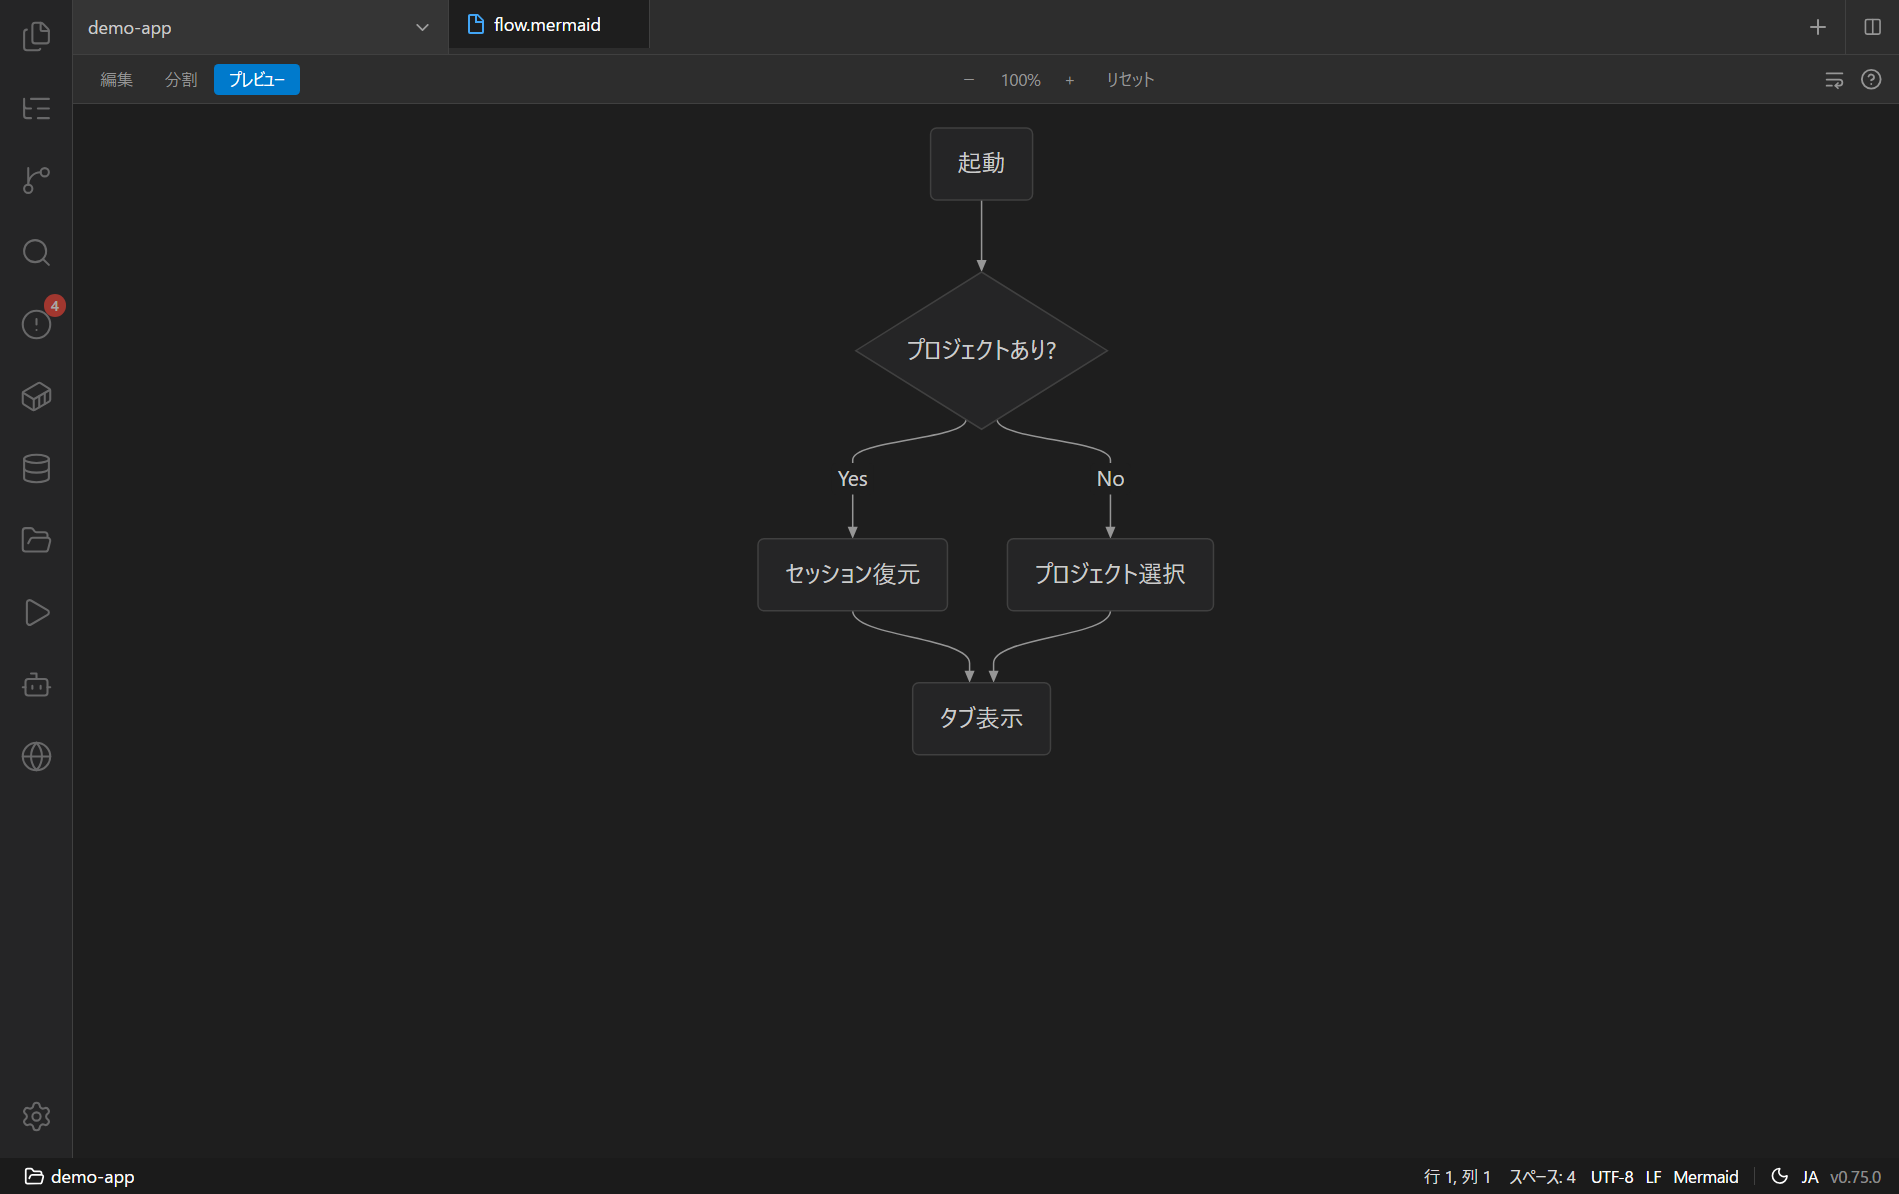 demo-app
flow.mermaid
編集 分割 プレビュー − 100% + リセット
起動
4
プロジェクトあり?
Yes No
セッション復元 プロジェクト選択
タブ表示
demo-app 行 1, 列 1 スペース: 4 UTF-8 LF Mermaid JA v0.75.0